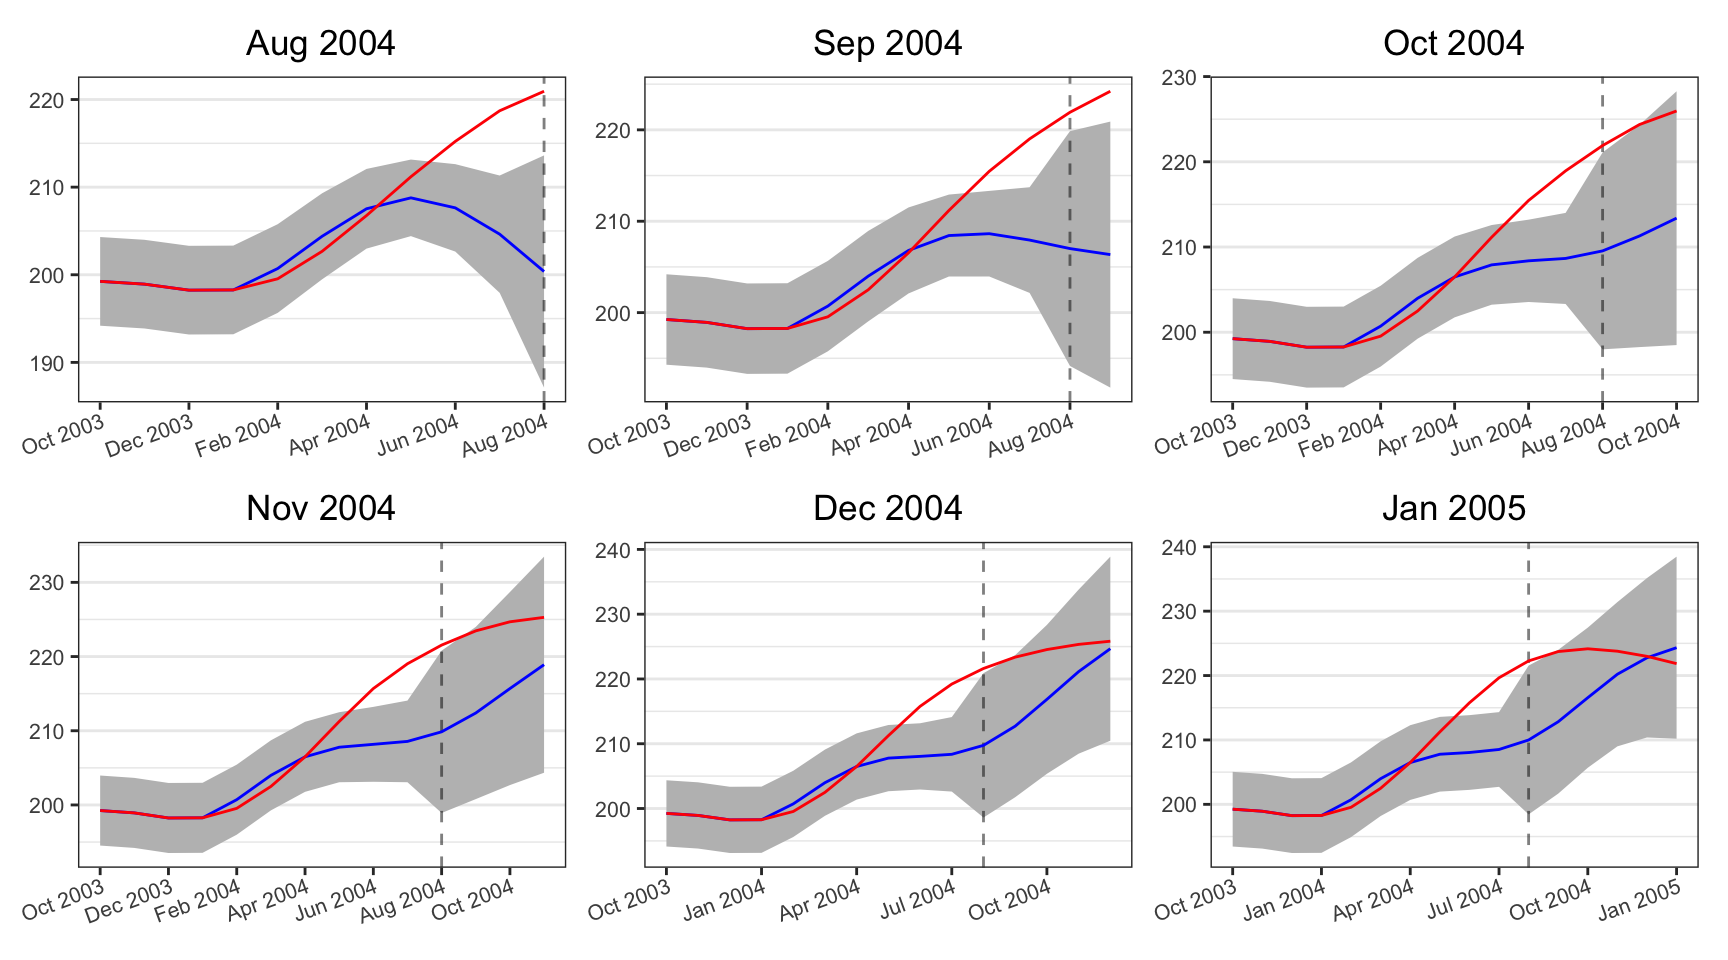 Aug 2004
220
210
200
190
Oct 2003
Dec 2003
Feb 2004
Apr 2004
Jun 2004
Aug 2004
Sep 2004
220
210
200
Oct 2003
Dec 2003
Feb 2004
Apr 2004
Jun 2004
Aug 2004
Oct 2004
230
220
210
200
Oct 2003
Dec 2003
Feb 2004
Apr 2004
Jun 2004
Aug 2004
Oct 2004
Nov 2004
230
220
210
200
Oct 2003
Dec 2003
Feb 2004
Apr 2004
Jun 2004
Aug 2004
Oct 2004
Dec 2004
240
230
220
210
200
Oct 2003
Jan 2004
Apr 2004
Jul 2004
Oct 2004
Jan 2005
240
230
220
210
200
Oct 2003
Jan 2004
Apr 2004
Jul 2004
Oct 2004
Jan 2005